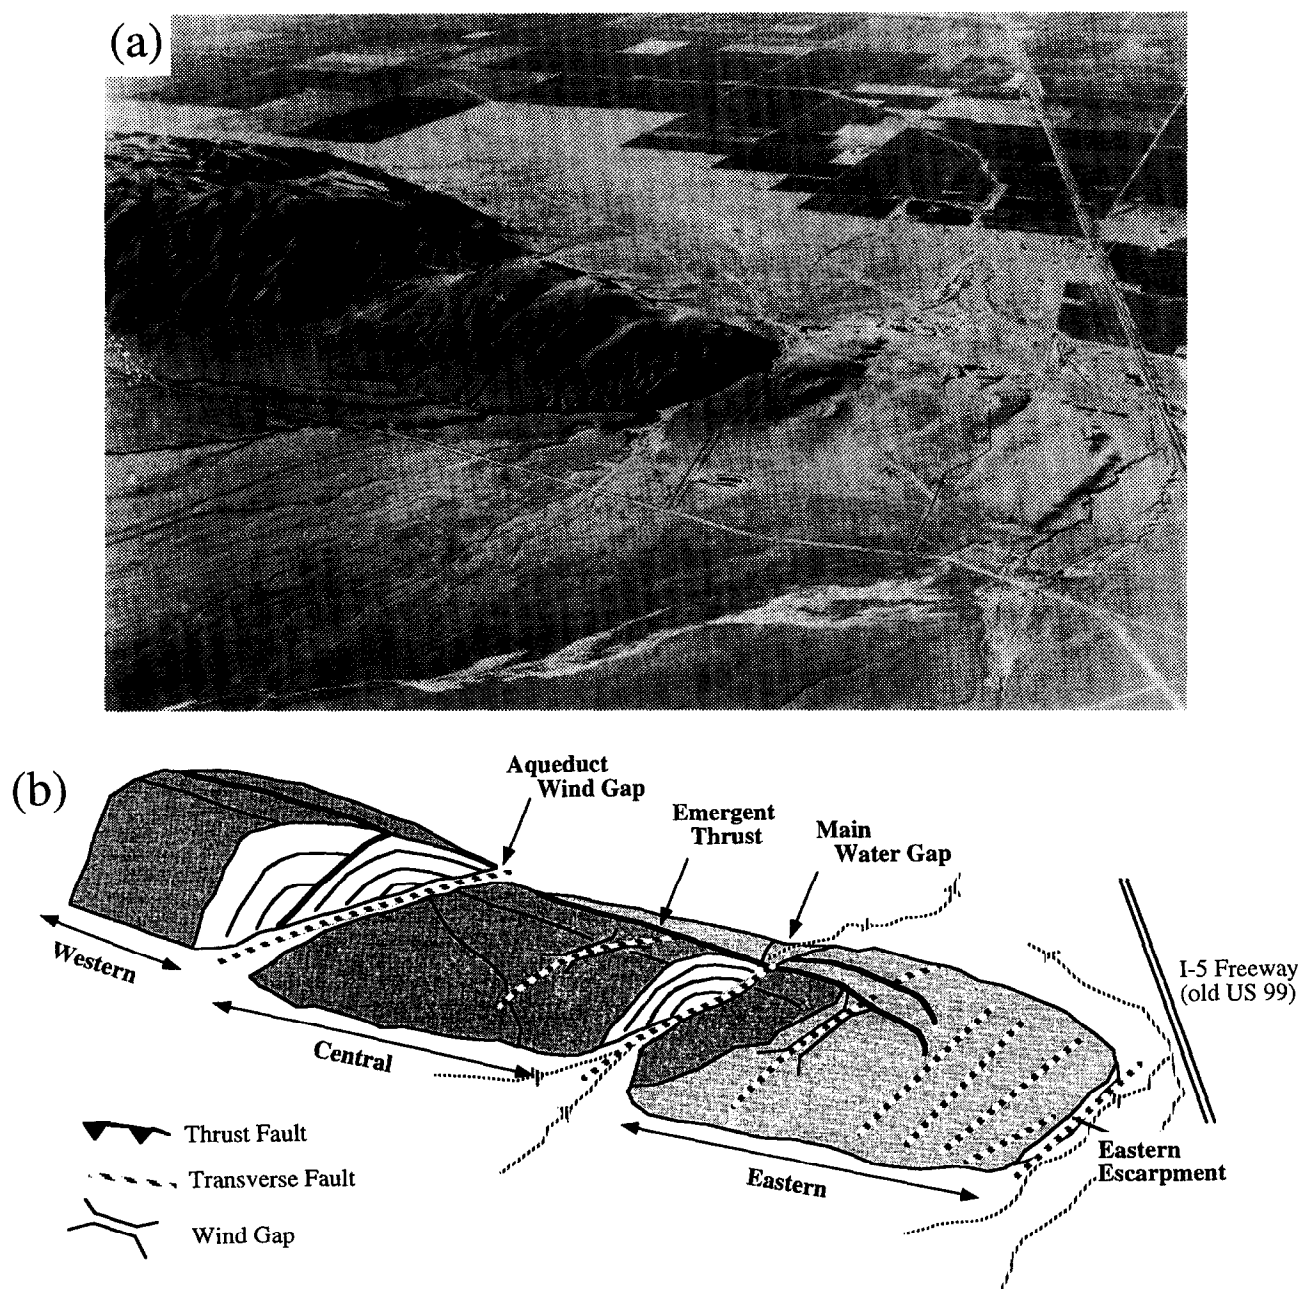 (a)
(b)
Aqueduct
Wind Gap
Emergent
Thrust
Main
Water Gap
I-5 Freeway
(old US 99)
Western
Central
Eastern
Eastern
Escarpment
Thrust Fault
Transverse Fault
Wind Gap